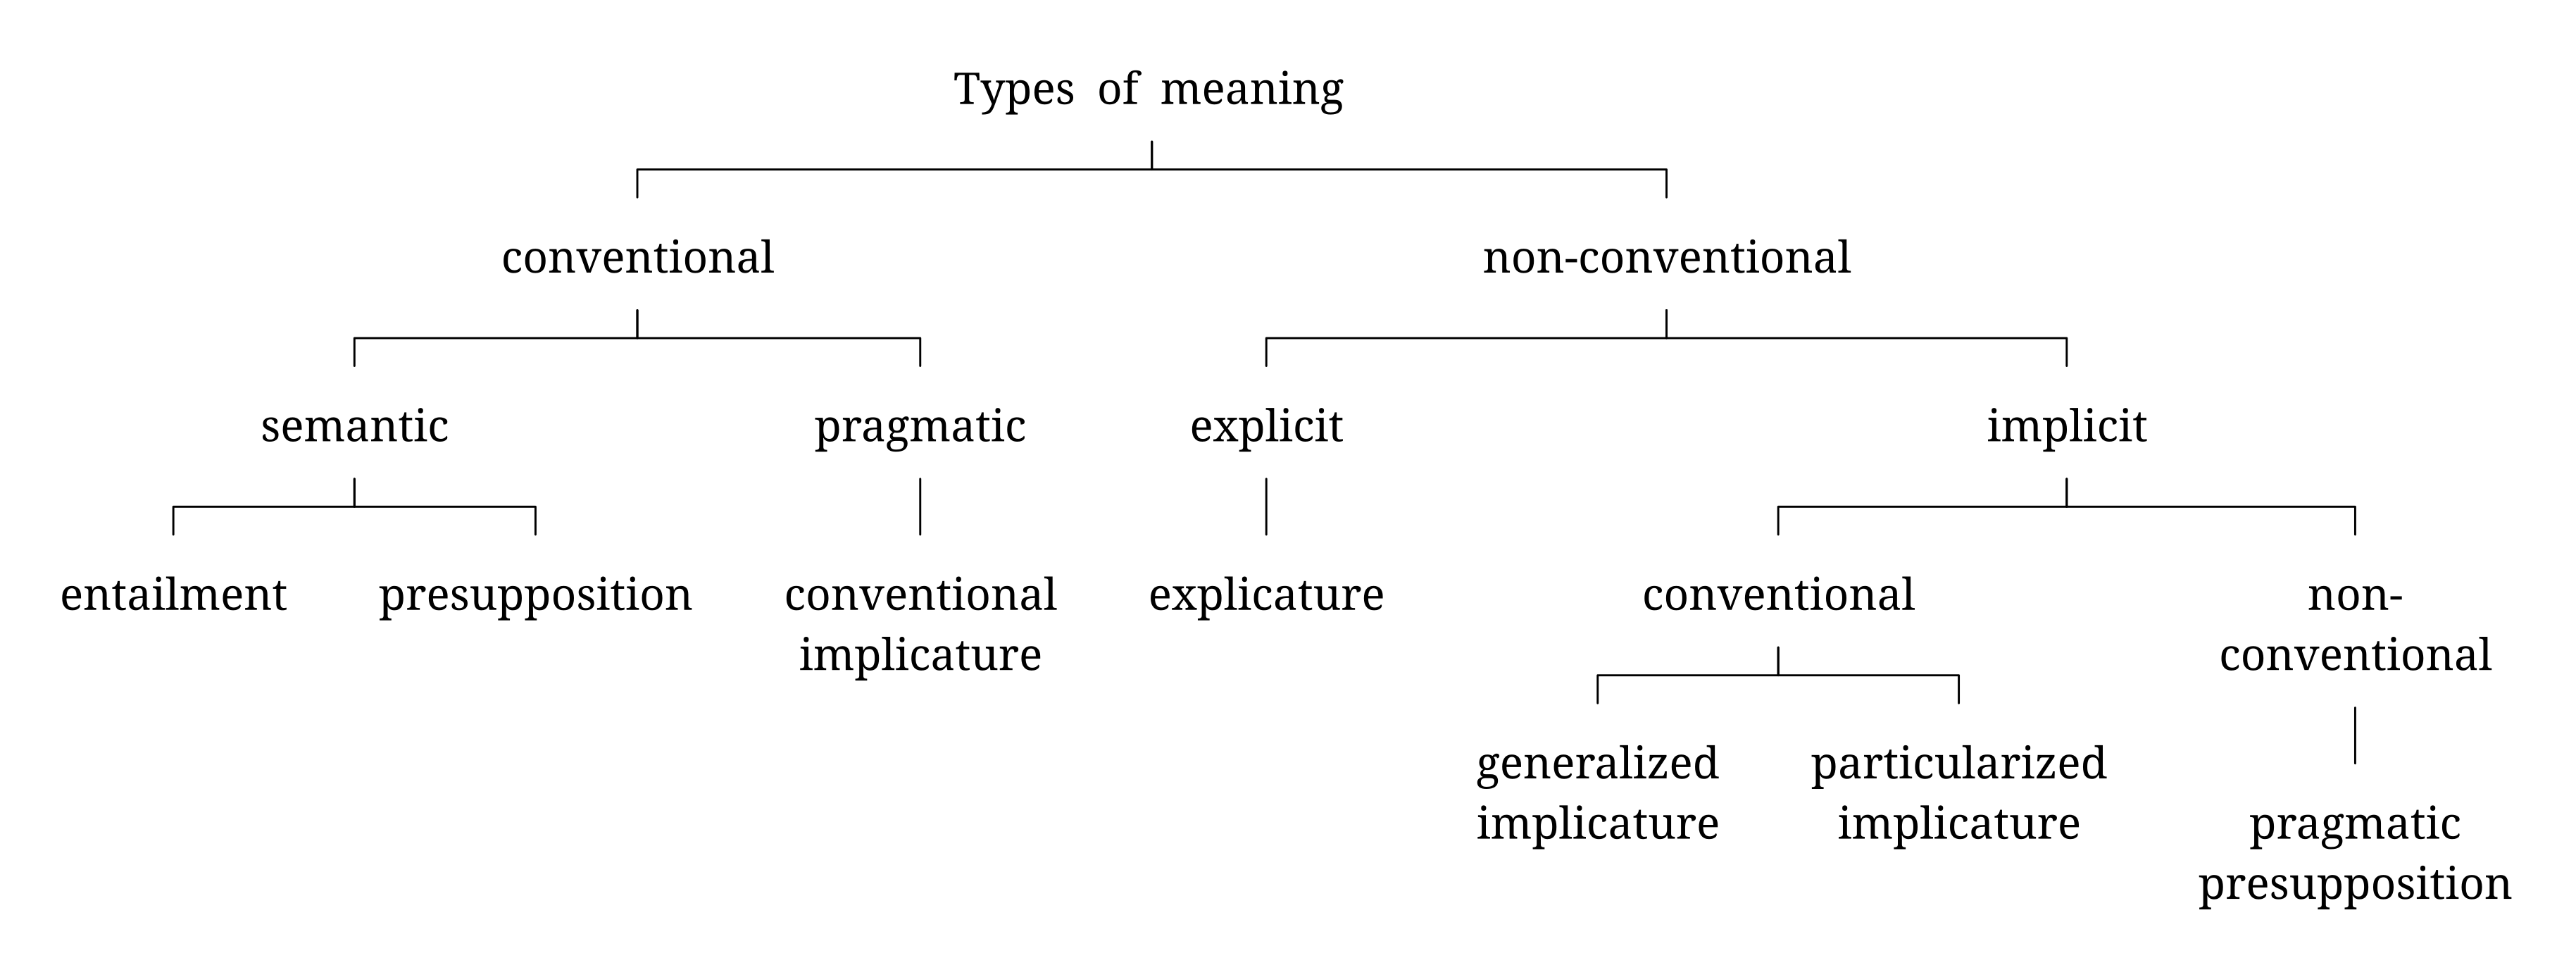 Types of meaning
conventional
non-conventional
semantic
pragmatic
explicit
implicit
entailment
presupposition
conventional
implicature
explicature
conventional
non-
conventional
generalized
implicature
particularized
implicature
pragmatic
presupposition